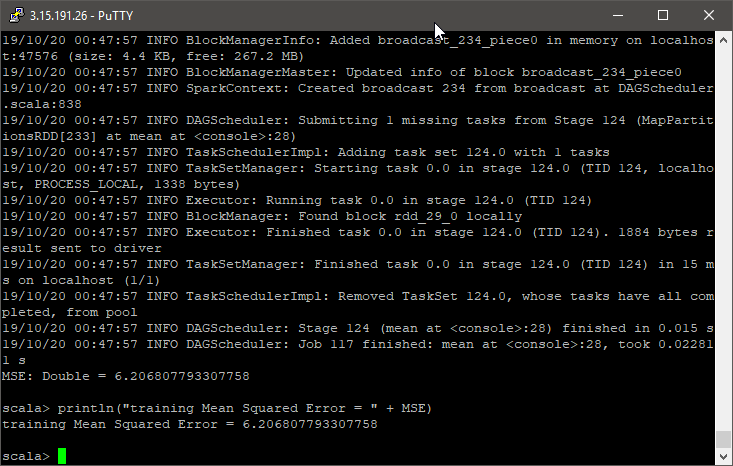 3.15.191.26 - PuTTY
19/10/20 00:47:57 INFO BlockManagerInfo: Added broadcast_234_piece0 in memory on localhos
t:47576 (size: 4.4 KB, free: 267.2 MB)
19/10/20 00:47:57 INFO BlockManagerMaster: Updated info of block broadcast_234_piece0
19/10/20 00:47:57 INFO SparkContext: Created broadcast 234 from broadcast at DAGScheduler
.scala:838
19/10/20 00:47:57 INFO DAGScheduler: Submitting 1 missing tasks from Stage 124 (MapPartit
ionsRDD[233] at mean at <console>:28)
19/10/20 00:47:57 INFO TaskSchedulerImpl: Adding task set 124.0 with 1 tasks
19/10/20 00:47:57 INFO TaskSetManager: Starting task 0.0 in stage 124.0 (TID 124, localho
st, PROCESS_LOCAL, 1338 bytes)
19/10/20 00:47:57 INFO Executor: Running task 0.0 in stage 124.0 (TID 124)
19/10/20 00:47:57 INFO BlockManager: Found block rdd_29_0 locally
19/10/20 00:47:57 INFO Executor: Finished task 0.0 in stage 124.0 (TID 124). 1884 bytes r
esult sent to driver
19/10/20 00:47:57 INFO TaskSetManager: Finished task 0.0 in stage 124.0 (TID 124) in 15 m
s on localhost (1/1)
19/10/20 00:47:57 INFO TaskSchedulerImpl: Removed TaskSet 124.0, whose tasks have all com
pleted, from pool
19/10/20 00:47:57 INFO DAGScheduler: Stage 124 (mean at <console>:28) finished in 0.015 s
19/10/20 00:47:57 INFO DAGScheduler: Job 117 finished: mean at <console>:28, took 0.02281
1 s
MSE: Double = 6.206807793307758
scala> println("training Mean Squared Error = " + MSE)
training Mean Squared Error = 6.206807793307758
scala>